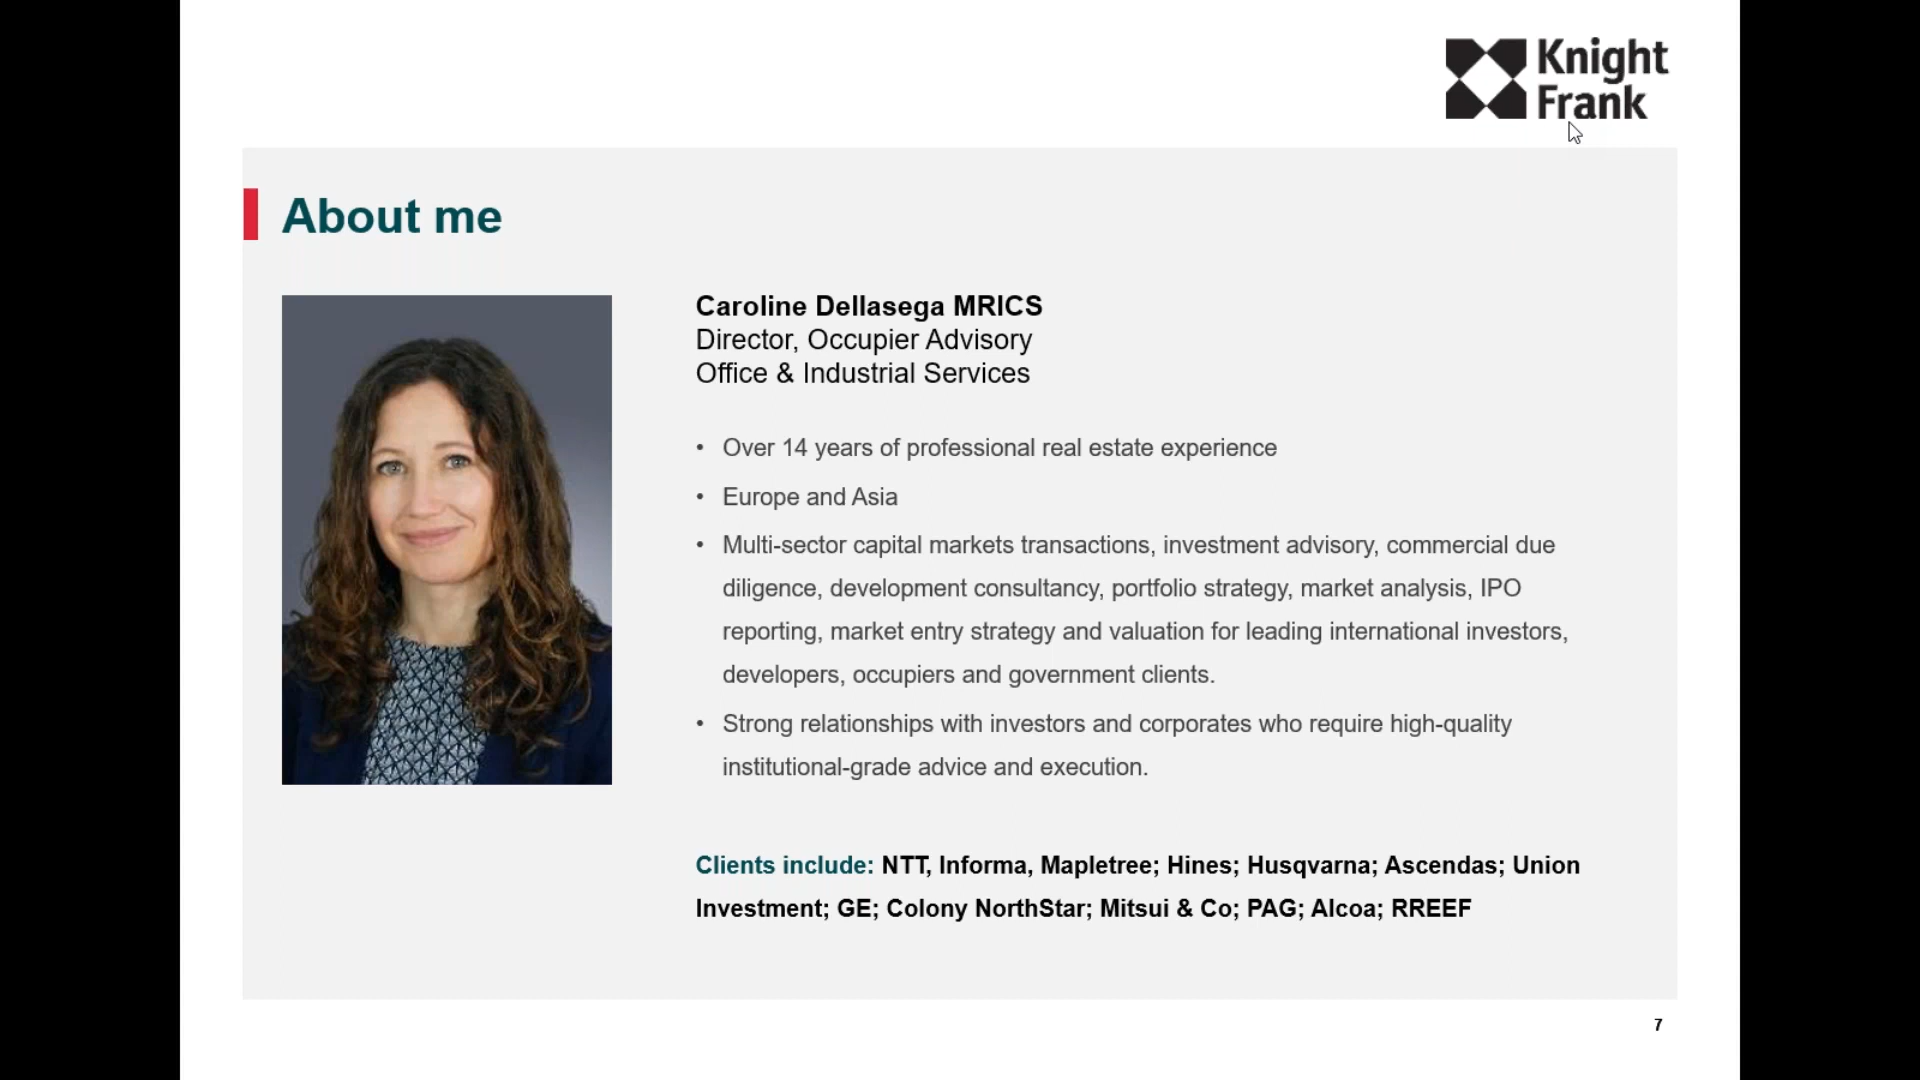 Knight
Frank
About me
Caroline Dellasega MRICS
Director, Occupier Advisory
Office & Industrial Services
• Over 14 years of professional real estate experience
• Europe and Asia
• Multi-sector capital markets transactions, investment advisory, commercial due
diligence, development consultancy, portfolio strategy, market analysis, IPO
reporting, market entry strategy and valuation for leading international investors,
developers, occupiers and government clients.
• Strong relationships with investors and corporates who require high-quality
institutional-grade advice and execution.
Clients include: NTT, Informa, Mapletree; Hines; Husqvarna; Ascendas; Union
Investment; GE; Colony NorthStar; Mitsui & Co; PAG; Alcoa; RREEF
7